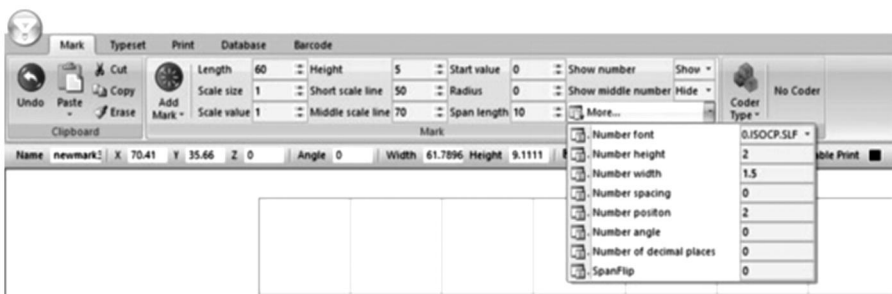 Mark Typeset Print Database Barcode
Undo Paste Cut Copy Erase
Clipboard
Add Mark
Length 60 Height 5 Start value 0 Show number Show
Scale size 1 Short scale line 50 Radius 0 Show middle number Hide
Scale value 1 Middle scale line 70 Span length 10 More...
Mark
Coder Type
No Coder
Name newmark X 70.41 Y 35.66 Z 0 Angle 0 Width 61.7896 Height 9.1111 able Print
Number font 0.ISOCP.SLF
Number height 2
Number width 1.5
Number spacing 0
Number positon 2
Number angle 0
Number of decimal places 0
SpanFlip 0